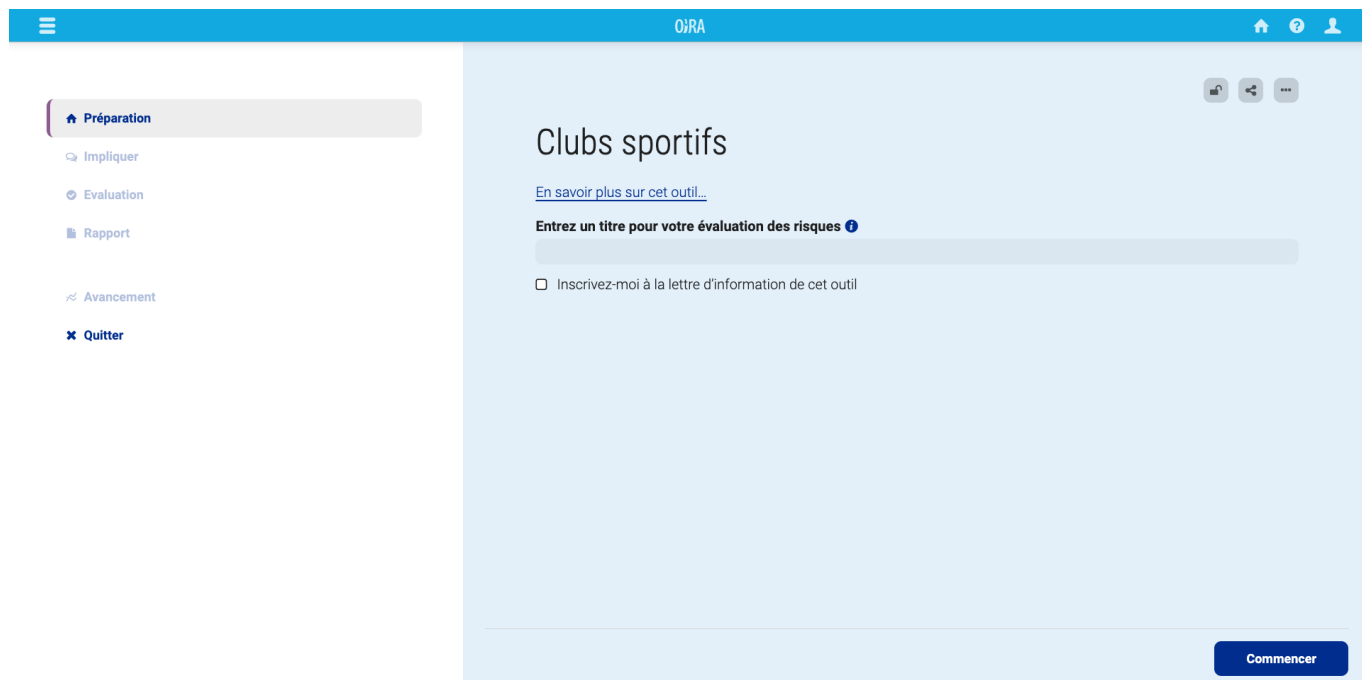 OiRA
Préparation
Impliquer
Evaluation
Rapport
Avancement
Quitter
Clubs sportifs
En savoir plus sur cet outil...
Entrez un titre pour votre évaluation des risques
Inscrivez-moi à la lettre d'information de cet outil
Commencer